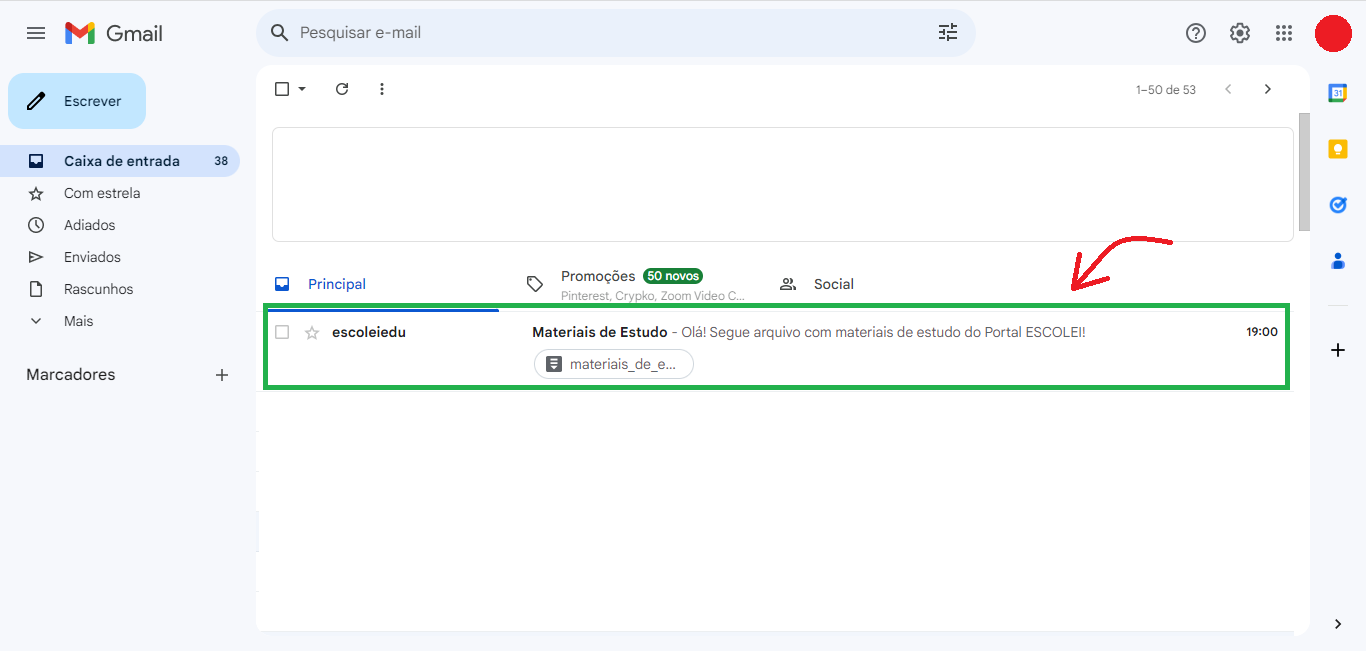 Gmail
Pesquisar e-mail
Escrever
1–50 de 53
Caixa de entrada 38
Com estrela
Adiados
Enviados
Rascunhos
Mais
Marcadores
31
Principal
Promoções 50 novos
Pinterest, Crypko, Zoom Video C...
Social
escoleiedu Materiais de Estudo - Olá! Segue arquivo com materiais de estudo do Portal ESCOLEI! 19:00
materiais_de_e...